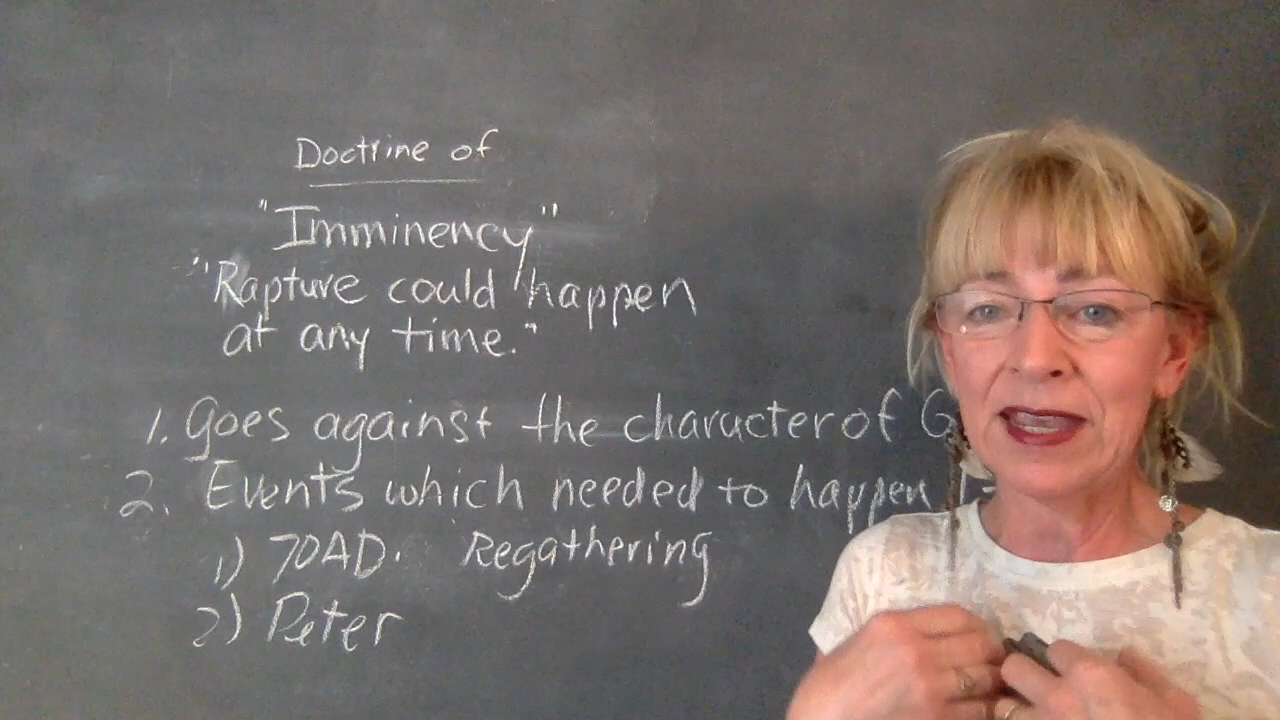 Doctrine of
"Imminency"
"Rapture could happen
at any time."
1. Goes against the character of G
2. Events which needed to happen
1) 70AD. Regathering
2) Peter